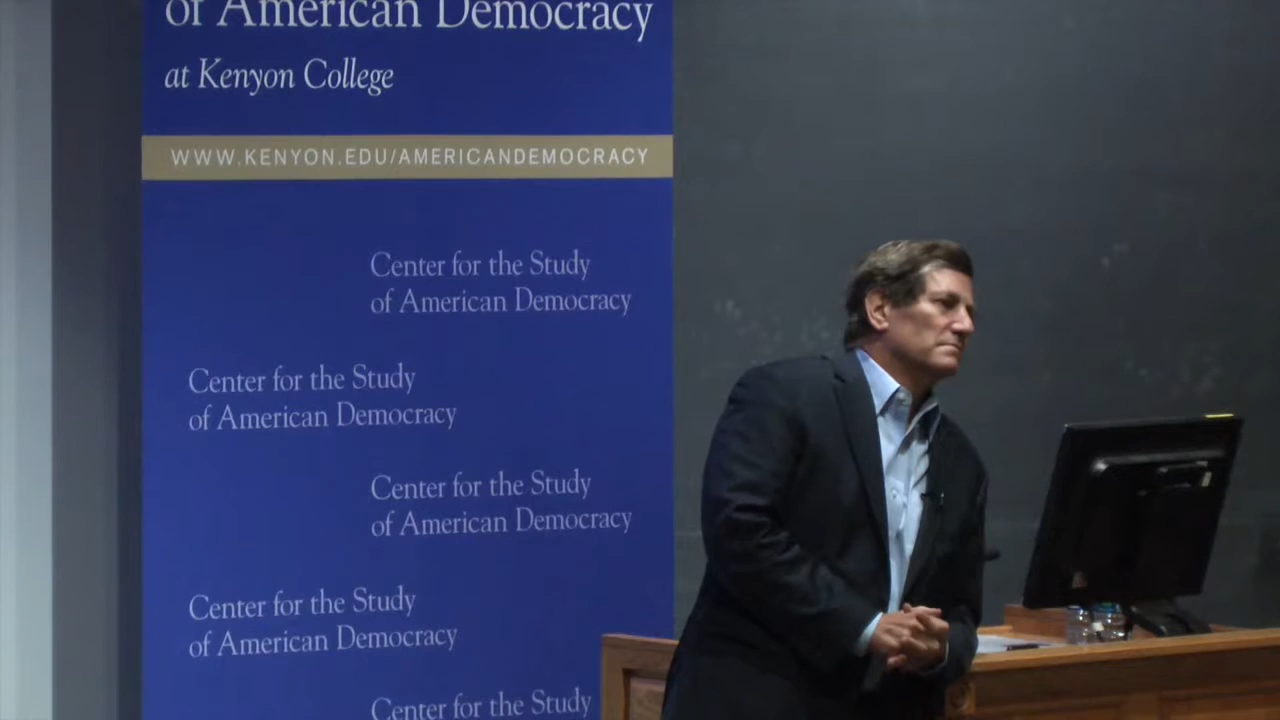 of American Democracy
at Kenyon College
WWW.KENYON.EDU/AMERICANDEMOCRACY
Center for the Study
of American Democracy
Center for the Study
of American Democracy
Center for the Study
of American Democracy
Center for the Study
of American Democracy
Center for the Study